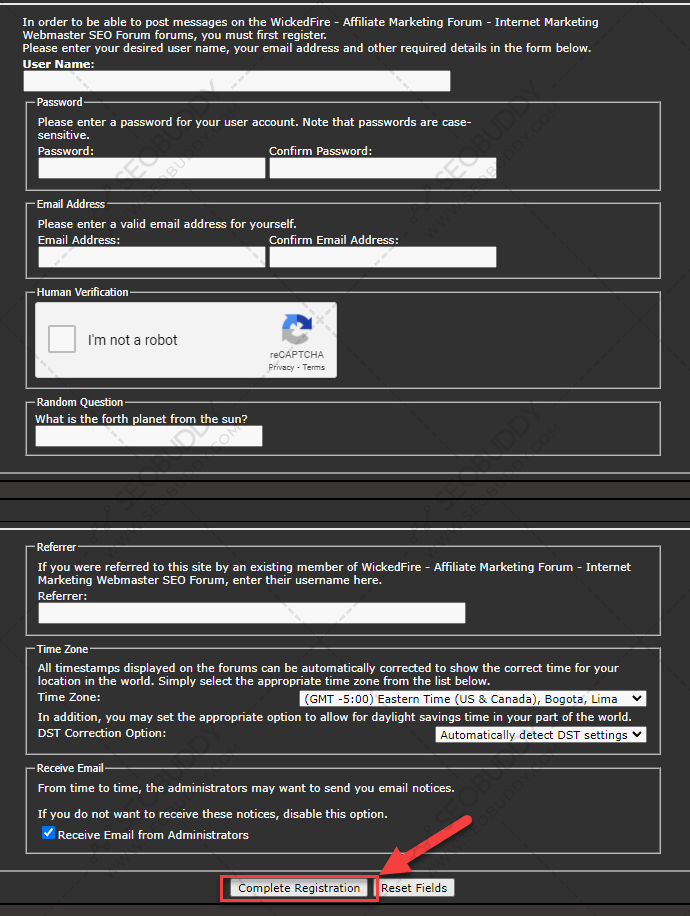 In order to be able to post messages on the WickedFire - Affiliate Marketing Forum - Internet Marketing
Webmaster SEO Forum forums, you must first register.
Please enter your desired user name, your email address and other required details in the form below.
User Name:
Password
Please enter a password for your user account. Note that passwords are case-
sensitive.
Password: Confirm Password:
Email Address
Please enter a valid email address for yourself.
Email Address: Confirm Email Address:
Human Verification
I'm not a robot
reCAPTCHA
Privacy - Terms
Random Question
What is the forth planet from the sun?
Referrer
If you were referred to this site by an existing member of WickedFire - Affiliate Marketing Forum - Internet
Marketing Webmaster SEO Forum, enter their username here.
Referrer:
Time Zone
All timestamps displayed on the forums can be automatically corrected to show the correct time for your
location in the world. Simply select the appropriate time zone from the list below.
Time Zone: (GMT -5:00) Eastern Time (US & Canada), Bogota, Lima
In addition, you may set the appropriate option to allow for daylight savings time in your part of the world.
DST Correction Option: Automatically detect DST settings
Receive Email
From time to time, the administrators may want to send you email notices.
If you do not want to receive these notices, disable this option.
Receive Email from Administrators
Complete Registration Reset Fields
SEOBUDDY
WWW.SEOBUDDY.COM